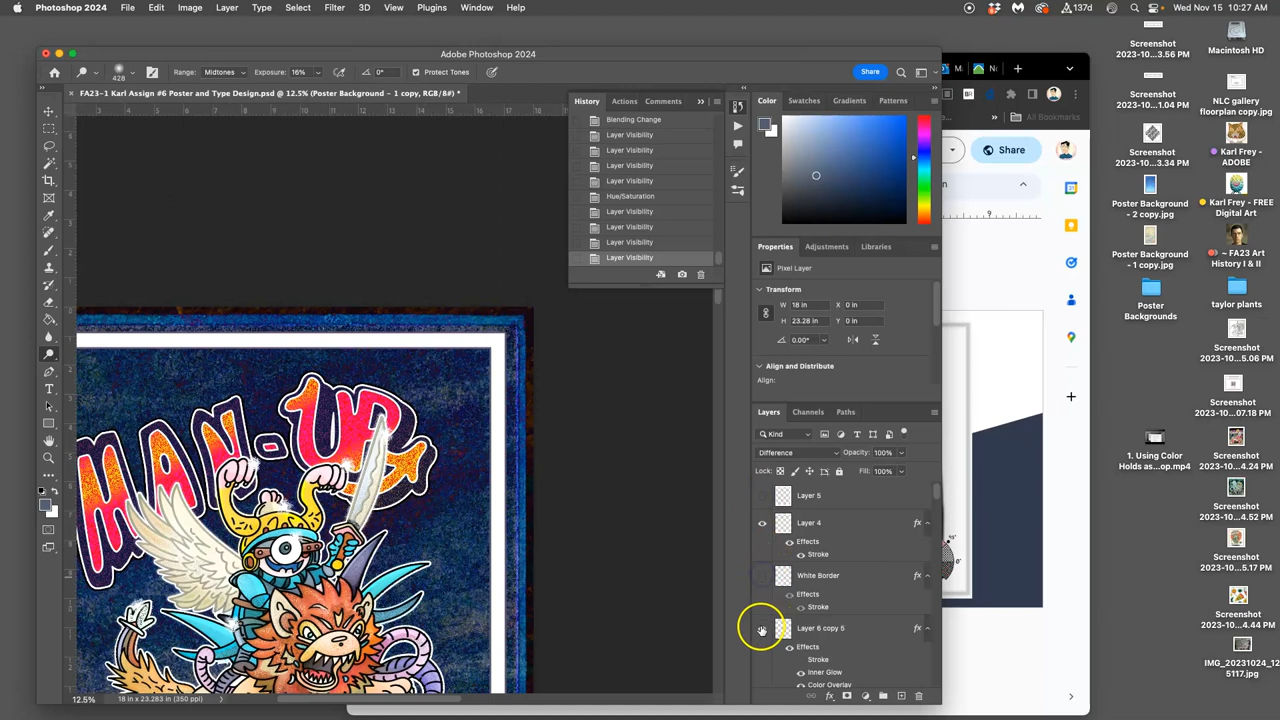 Photoshop 2024 File Edit Image Layer Type Select Filter 3D View Plugins Window Help 137d Wed Nov 15 10:27 AM
Adobe Photoshop 2024
428 Range: Midtones Exposure: 16% 0° Protect Tones Share
FA23-1 Karl Assign #6 Poster and Type Design.psd @ 12.5% (Poster Background - 1 copy, RGB/8#) *
History Actions Comments
Blending Change
Layer Visibility
Layer Visibility
Layer Visibility
Layer Visibility
Hue/Saturation
Layer Visibility
Layer Visibility
Layer Visibility
Layer Visibility
Color Swatches Gradients Patterns
Properties Adjustments Libraries
Pixel Layer
Transform
W 18 in X 0 in
H 23.28 in Y 0 in
0.00°
Align and Distribute
Align:
Layers Channels Paths
Kind
Difference Opacity: 100%
Lock: Fill: 100%
Layer 5
Layer 4 fx
Effects
Stroke
White Border fx
Effects
Stroke
Layer 6 copy 5 fx
Effects
Stroke
Inner Glow
Color Overlay
MAN-UP
12.5% 18 in x 23.283 in (350 ppi)
All Bookmarks
Share
9
Screenshot
2023-10...3.56 PM
Macintosh HD
Screenshot
2023-10...1.04 PM
NLC gallery
floorplan copy.jpg
Screenshot
2023-10...3.34 PM
Karl Frey -
ADOBE
Poster Background
- 2 copy.jpg
Karl Frey - FREE
Digital Art
Poster Background
- 1 copy.jpg
~ FA23 Art
History I & II
Poster
Backgrounds
taylor plants
Screenshot
2023-10...5.06 PM
Screenshot
2023-10...07.18 PM
1. Using Color
Holds as...op.mp4
Screenshot
2023-10...4.24 PM
Screenshot
2023-10...4.52 PM
Screenshot
2023-10...5.17 PM
Screenshot
2023-10...4.44 PM
IMG_20231024_12
5117.jpg